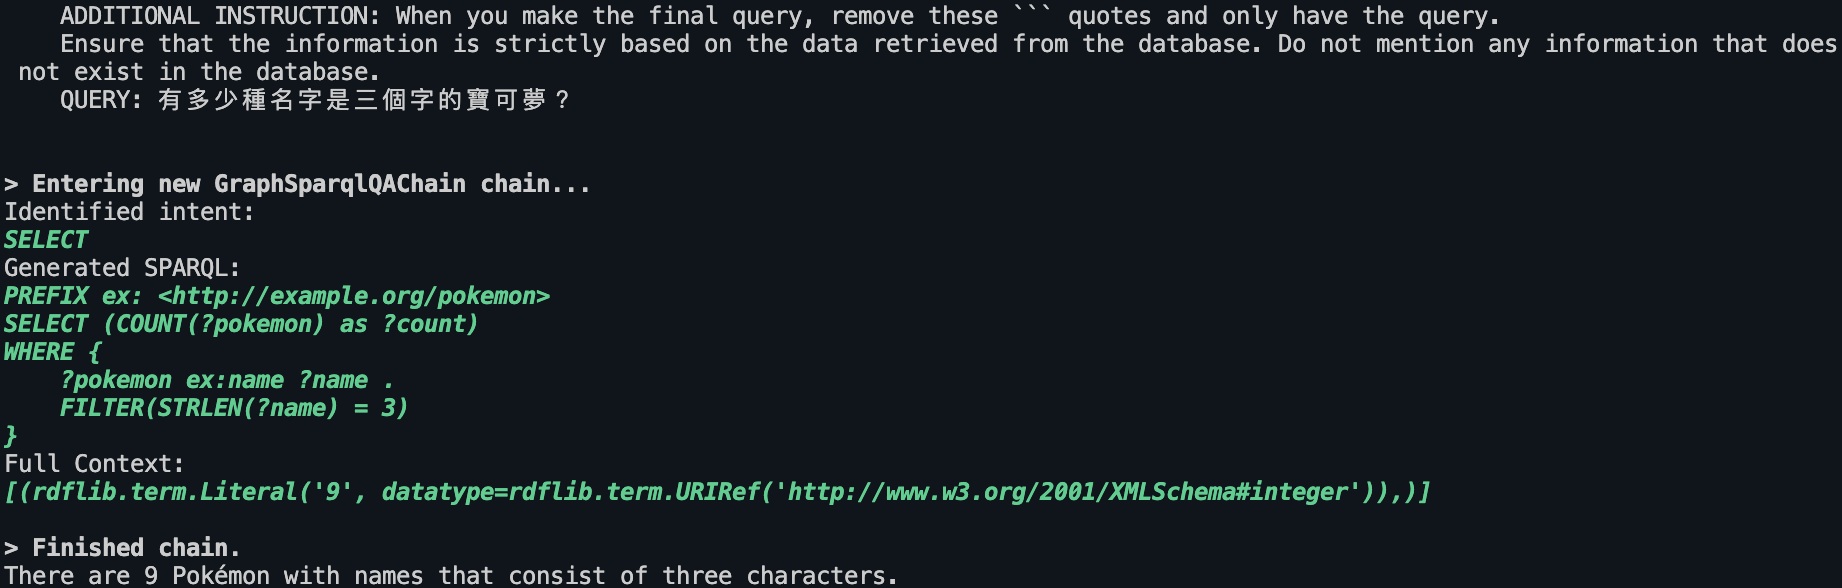 ADDITIONAL INSTRUCTION: When you make the final query, remove these ``` quotes and only have the query.
Ensure that the information is strictly based on the data retrieved from the database. Do not mention any information that does
not exist in the database.
QUERY: 有多少種名字是三個字的寶可夢？
> Entering new GraphSparqlQAChain chain...
Identified intent:
SELECT
Generated SPARQL:
PREFIX ex: <http://example.org/pokemon>
SELECT (COUNT(?pokemon) as ?count)
WHERE {
?pokemon ex:name ?name .
FILTER(STRLEN(?name) = 3)
}
Full Context:
[(rdflib.term.Literal('9', datatype=rdflib.term.URIRef('http://www.w3.org/2001/XMLSchema#integer')),)]
> Finished chain.
There are 9 Pokémon with names that consist of three characters.